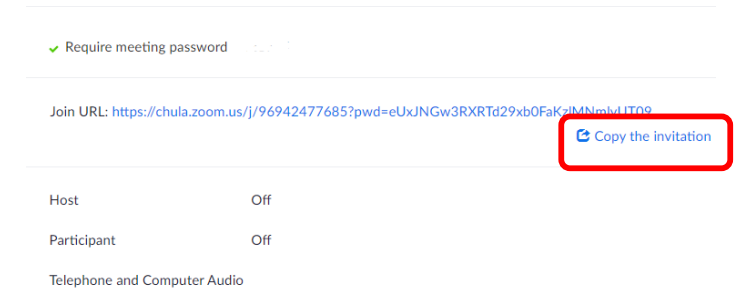 Require meeting password
Join URL: https://chula.zoom.us/j/96942477685?pwd=eUxJNGw3RXRTd29xb0FaKzlMNmlvUT09
Copy the invitation
Host Off
Participant Off
Telephone and Computer Audio